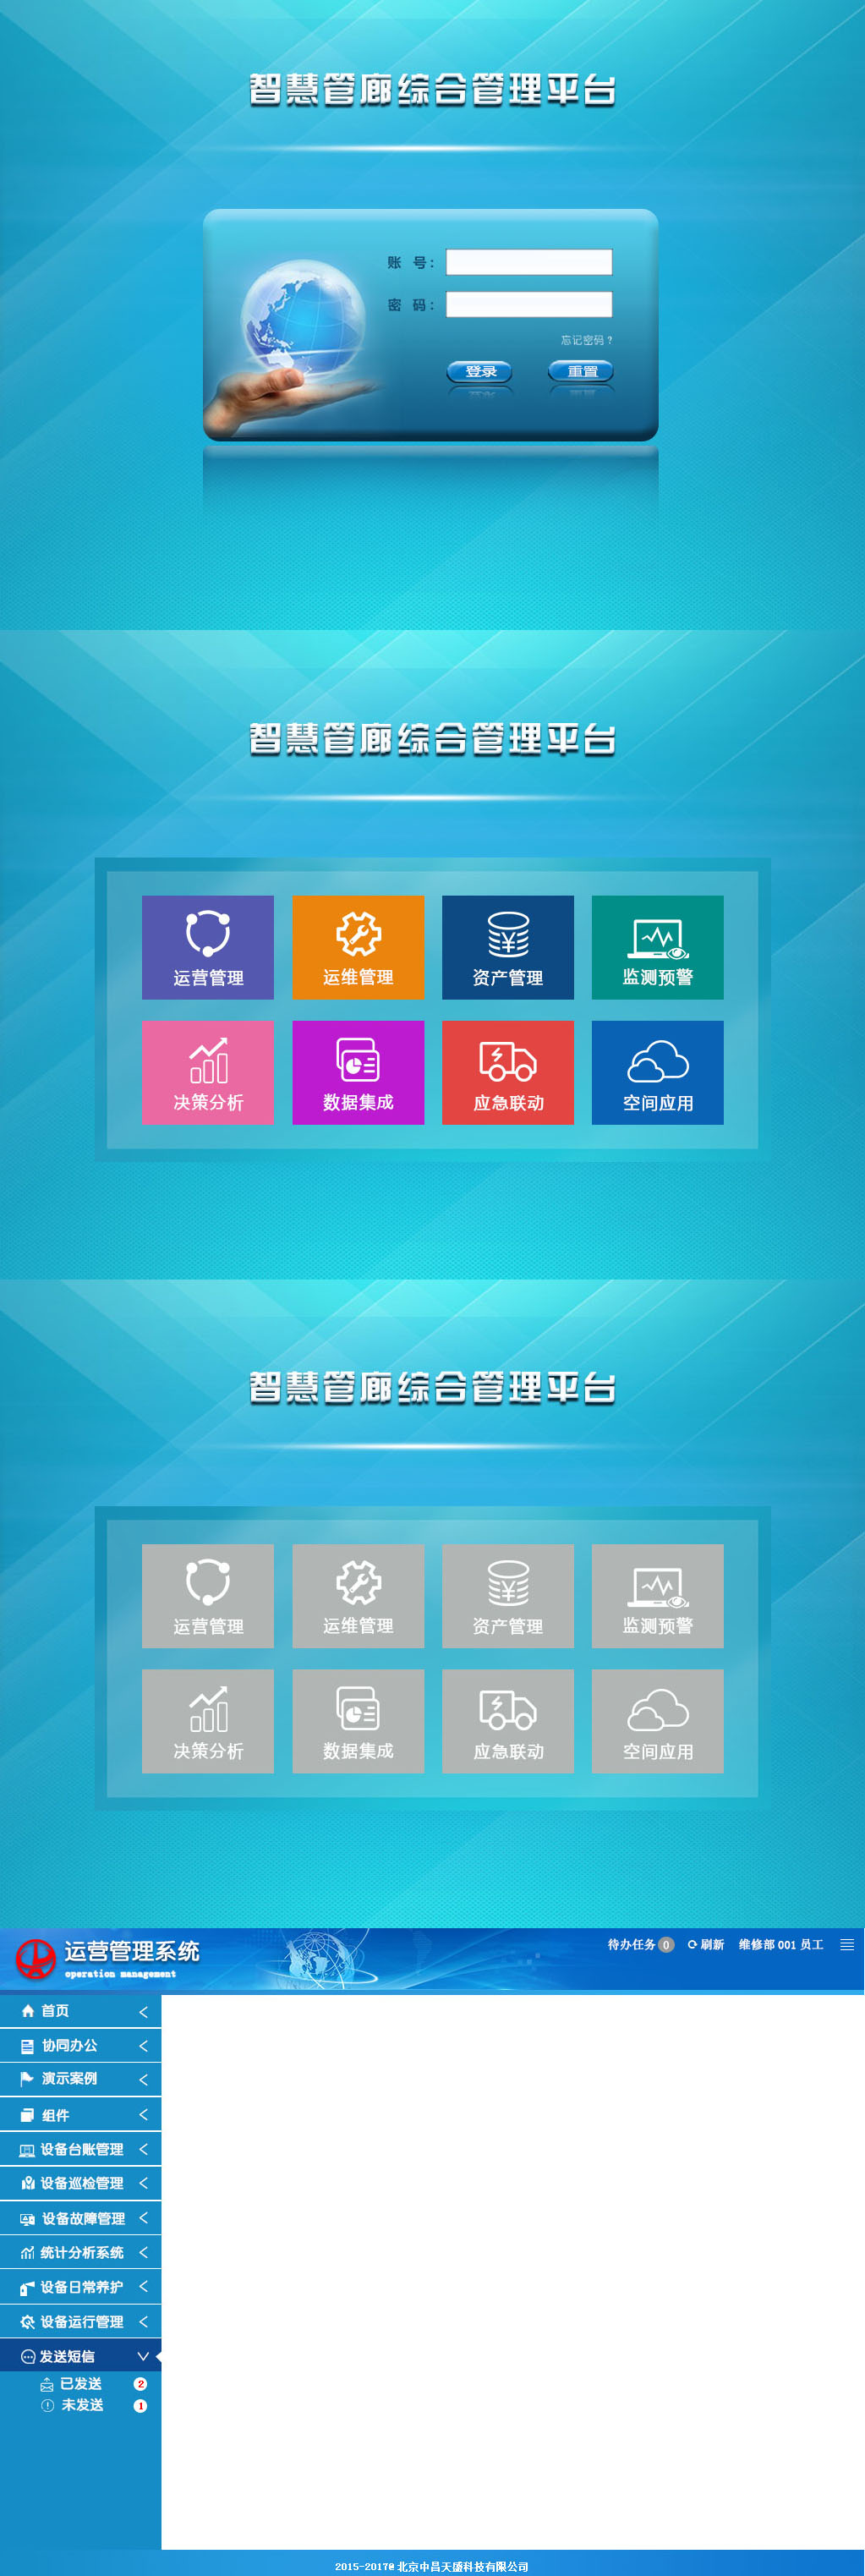 智慧管廊综合管理平台
账 号：
密 码：
忘记密码？
登录 重置
智慧管廊综合管理平台
运营管理 运维管理 资产管理 监测预警
决策分析 数据集成 应急联动 空间应用
智慧管廊综合管理平台
运营管理 运维管理 资产管理 监测预警
决策分析 数据集成 应急联动 空间应用
运营管理系统 待办任务 0 刷新 维修部 001 员工
operation management
首页
协同办公
演示案例
组件
设备台账管理
设备巡检管理
设备故障管理
统计分析系统
设备日常养护
设备运行管理
发送短信
已发送 2
未发送 1
2015-2017@ 北京中昌天盛科技有限公司